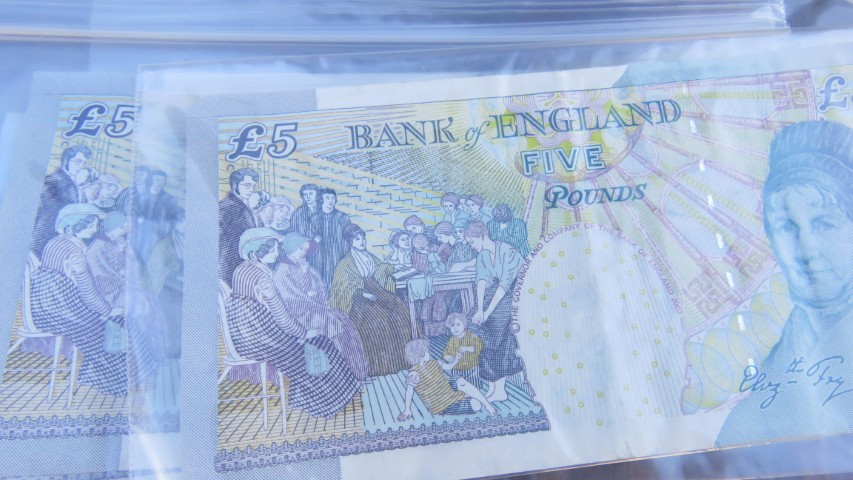 £5
£5
BANK of ENGLAND
£
FIVE
POUNDS
THE GOVERNOR AND COMPANY OF THE BANK OF ENGLAND
Eliz.th Fry